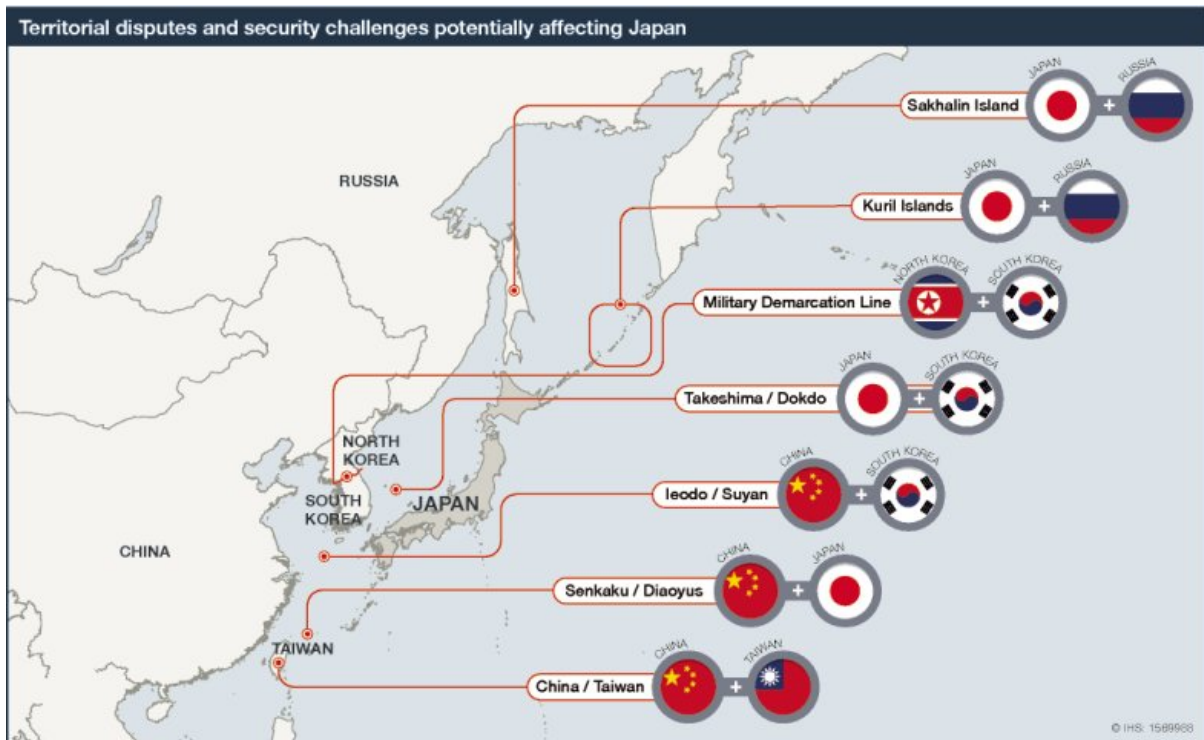 Territorial disputes and security challenges potentially affecting Japan
JAPAN
RUSSIA
Sakhalin Island
RUSSIA
JAPAN
RUSSIA
Kuril Islands
NORTH KOREA
SOUTH KOREA
Military Demarcation Line
JAPAN
SOUTH KOREA
Takeshima / Dokdo
NORTH
KOREA
CHINA
SOUTH KOREA
Ieodo / Suyan
SOUTH
KOREA
JAPAN
CHINA
CHINA
JAPAN
Senkaku / Diaoyus
TAIWAN
CHINA
TAIWAN
China / Taiwan
© IHS: 1569988